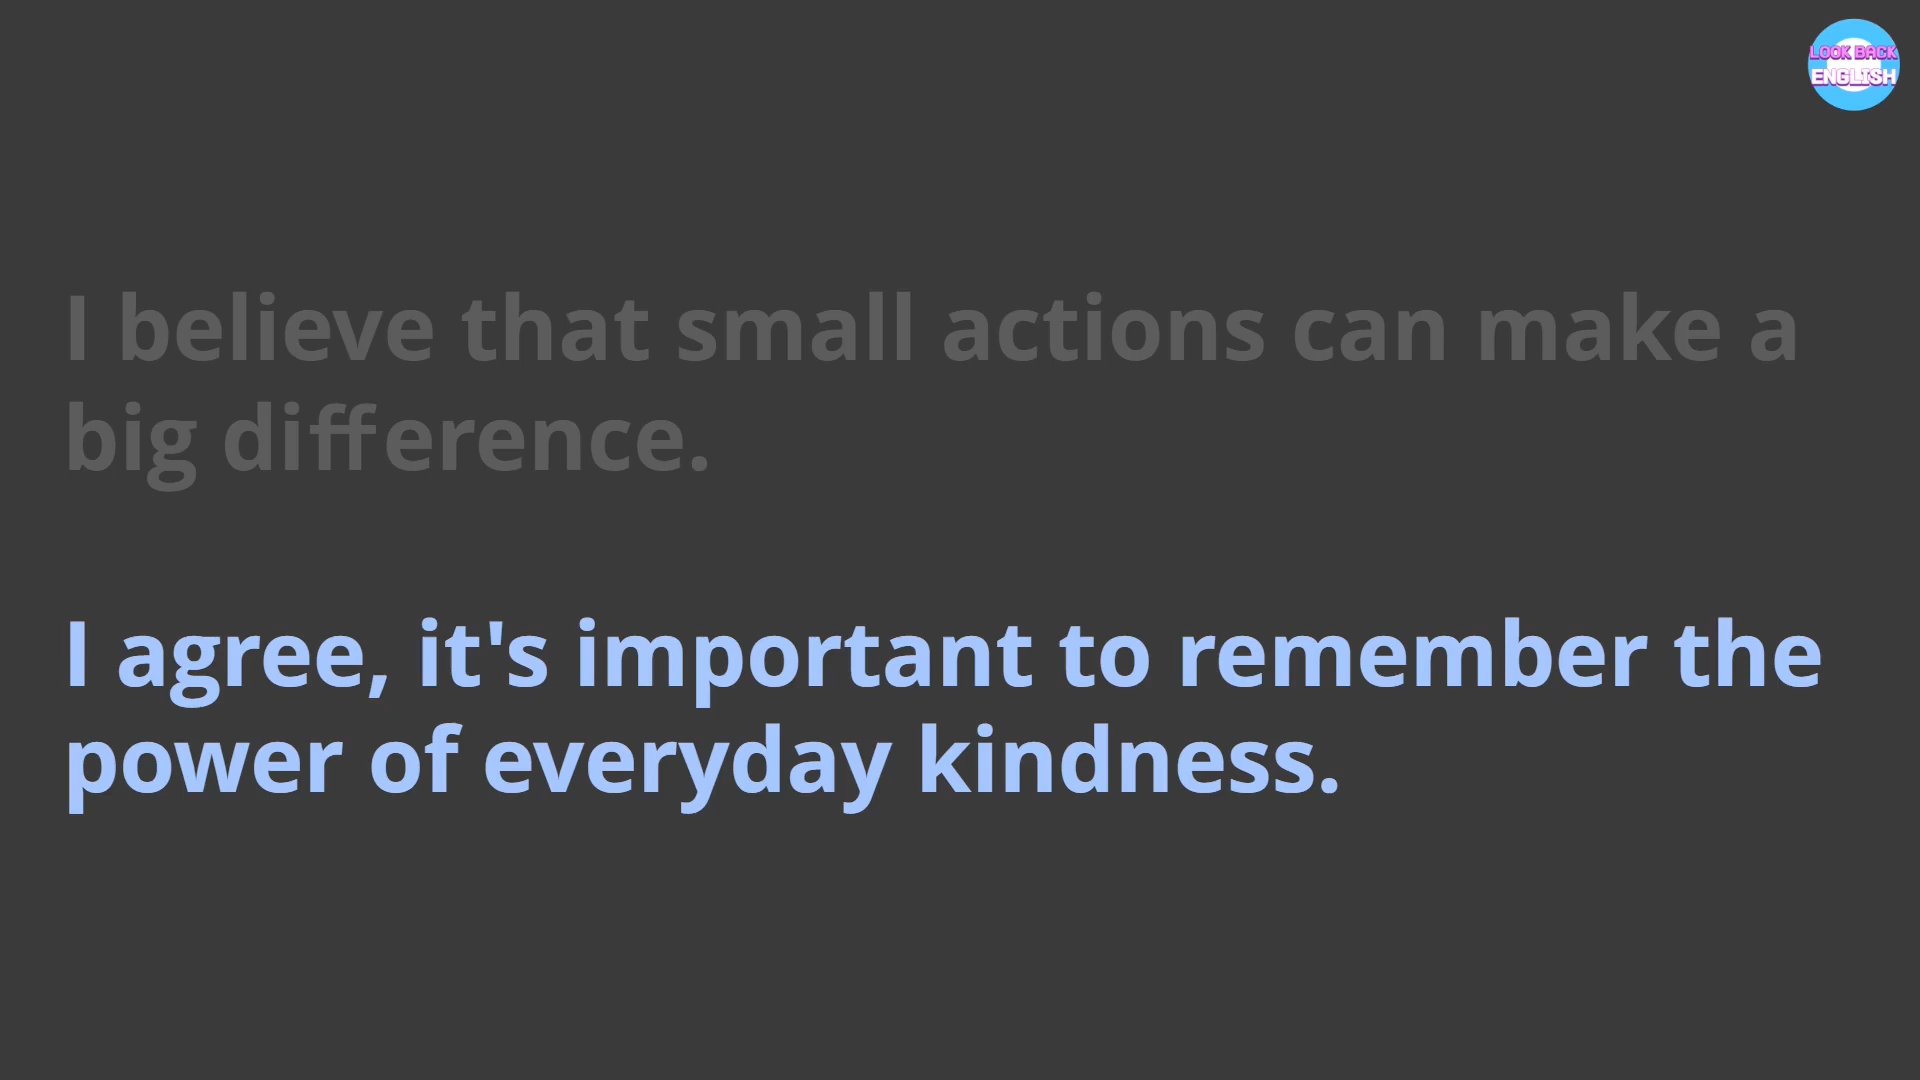 LOOK BACK
ENGLISH
I believe that small actions can make a
big difference.
I agree, it's important to remember the
power of everyday kindness.